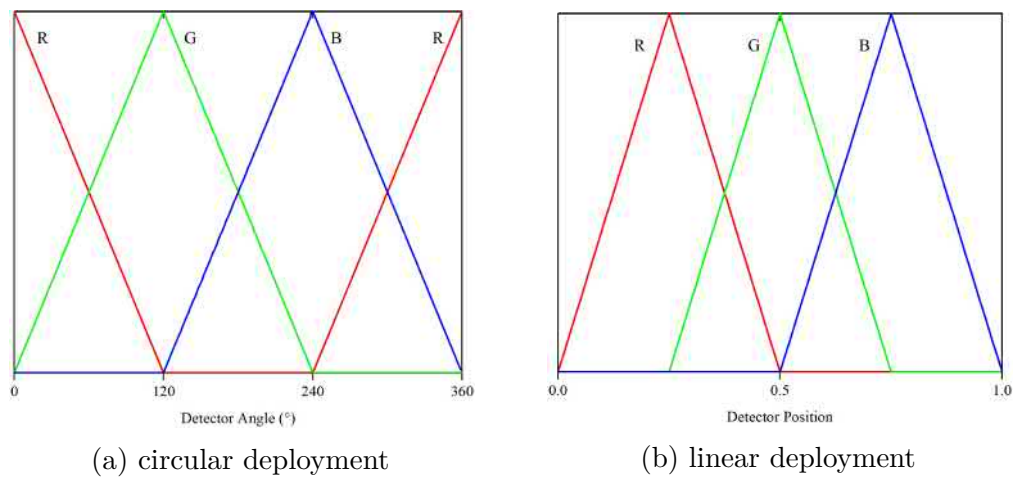 R G B R
R G B
0 120 240 360
0.0 0.5 1.0
Detector Angle (°)
Detector Position
(a) circular deployment
(b) linear deployment